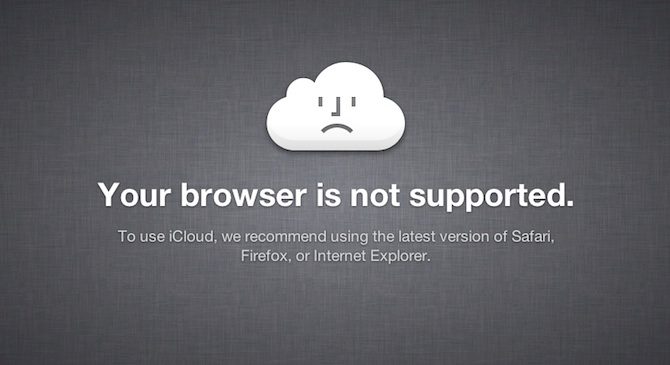 Your browser is not supported.
To use iCloud, we recommend using the latest version of Safari,
Firefox, or Internet Explorer.